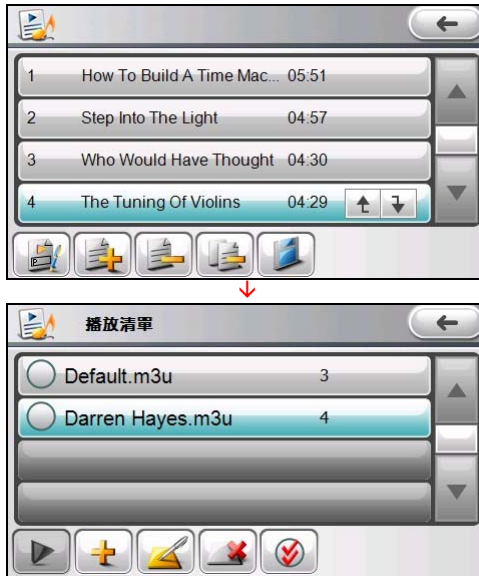 1 How To Build A Time Mac... 05:51
2 Step Into The Light 04:57
3 Who Would Have Thought 04:30
4 The Tuning Of Violins 04:29
播放清單
Default.m3u 3
Darren Hayes.m3u 4